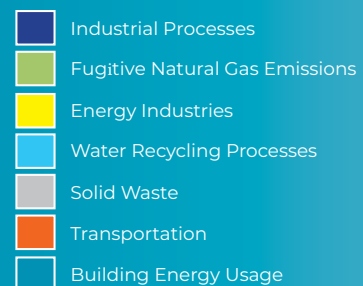 Industrial Processes
Fugitive Natural Gas Emissions
Energy Industries
Water Recycling Processes
Solid Waste
Transportation
Building Energy Usage